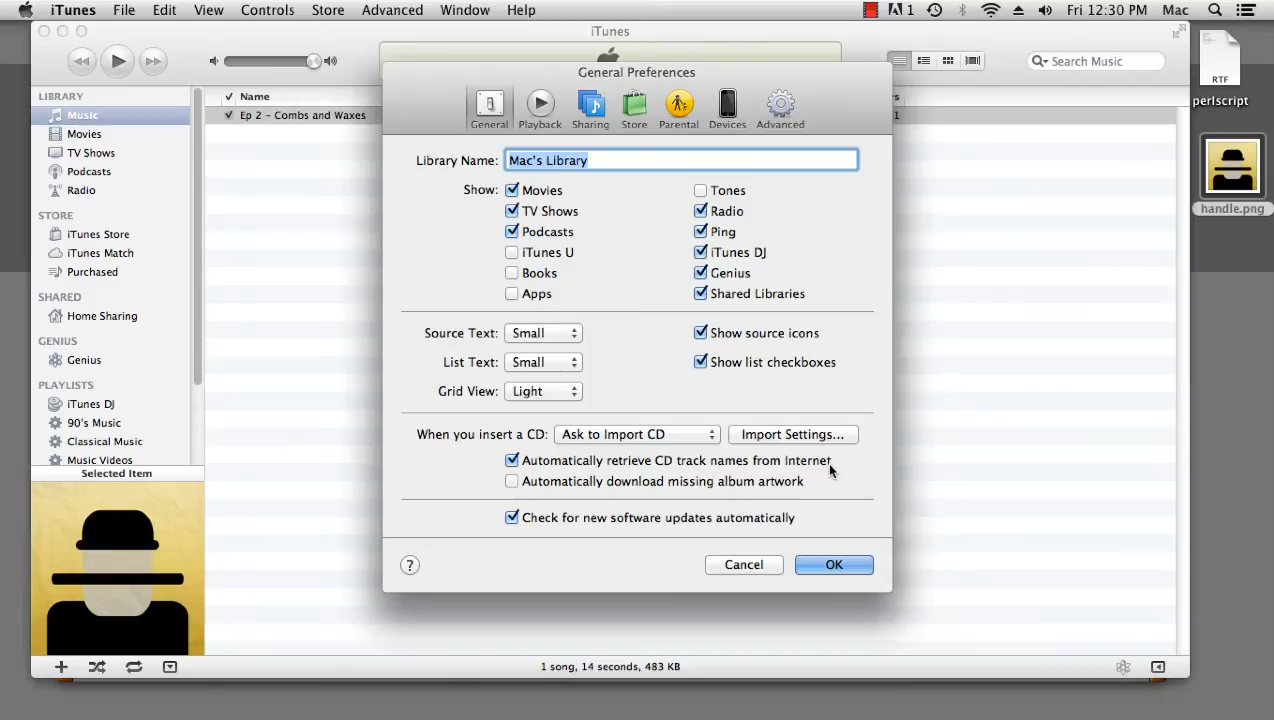 iTunes File Edit View Controls Store Advanced Window Help 1 Fri 12:30 PM Mac
iTunes
Search Music
General Preferences
General Playback Sharing Store Parental Devices Advanced
LIBRARY
Music
Movies
TV Shows
Podcasts
Radio
STORE
iTunes Store
iTunes Match
Purchased
SHARED
Home Sharing
GENIUS
Genius
PLAYLISTS
iTunes DJ
90's Music
Classical Music
Music Videos
Selected Item
Name
Ep 2 - Combs and Waxes
Library Name: Mac's Library
Show: Movies Tones
TV Shows Radio
Podcasts Ping
iTunes U iTunes DJ
Books Genius
Apps Shared Libraries
Source Text: Small Show source icons
List Text: Small Show list checkboxes
Grid View: Light
When you insert a CD: Ask to Import CD Import Settings...
Automatically retrieve CD track names from Internet
Automatically download missing album artwork
Check for new software updates automatically
? Cancel OK
1 song, 14 seconds, 483 KB
RTF
perlscript
handle.png